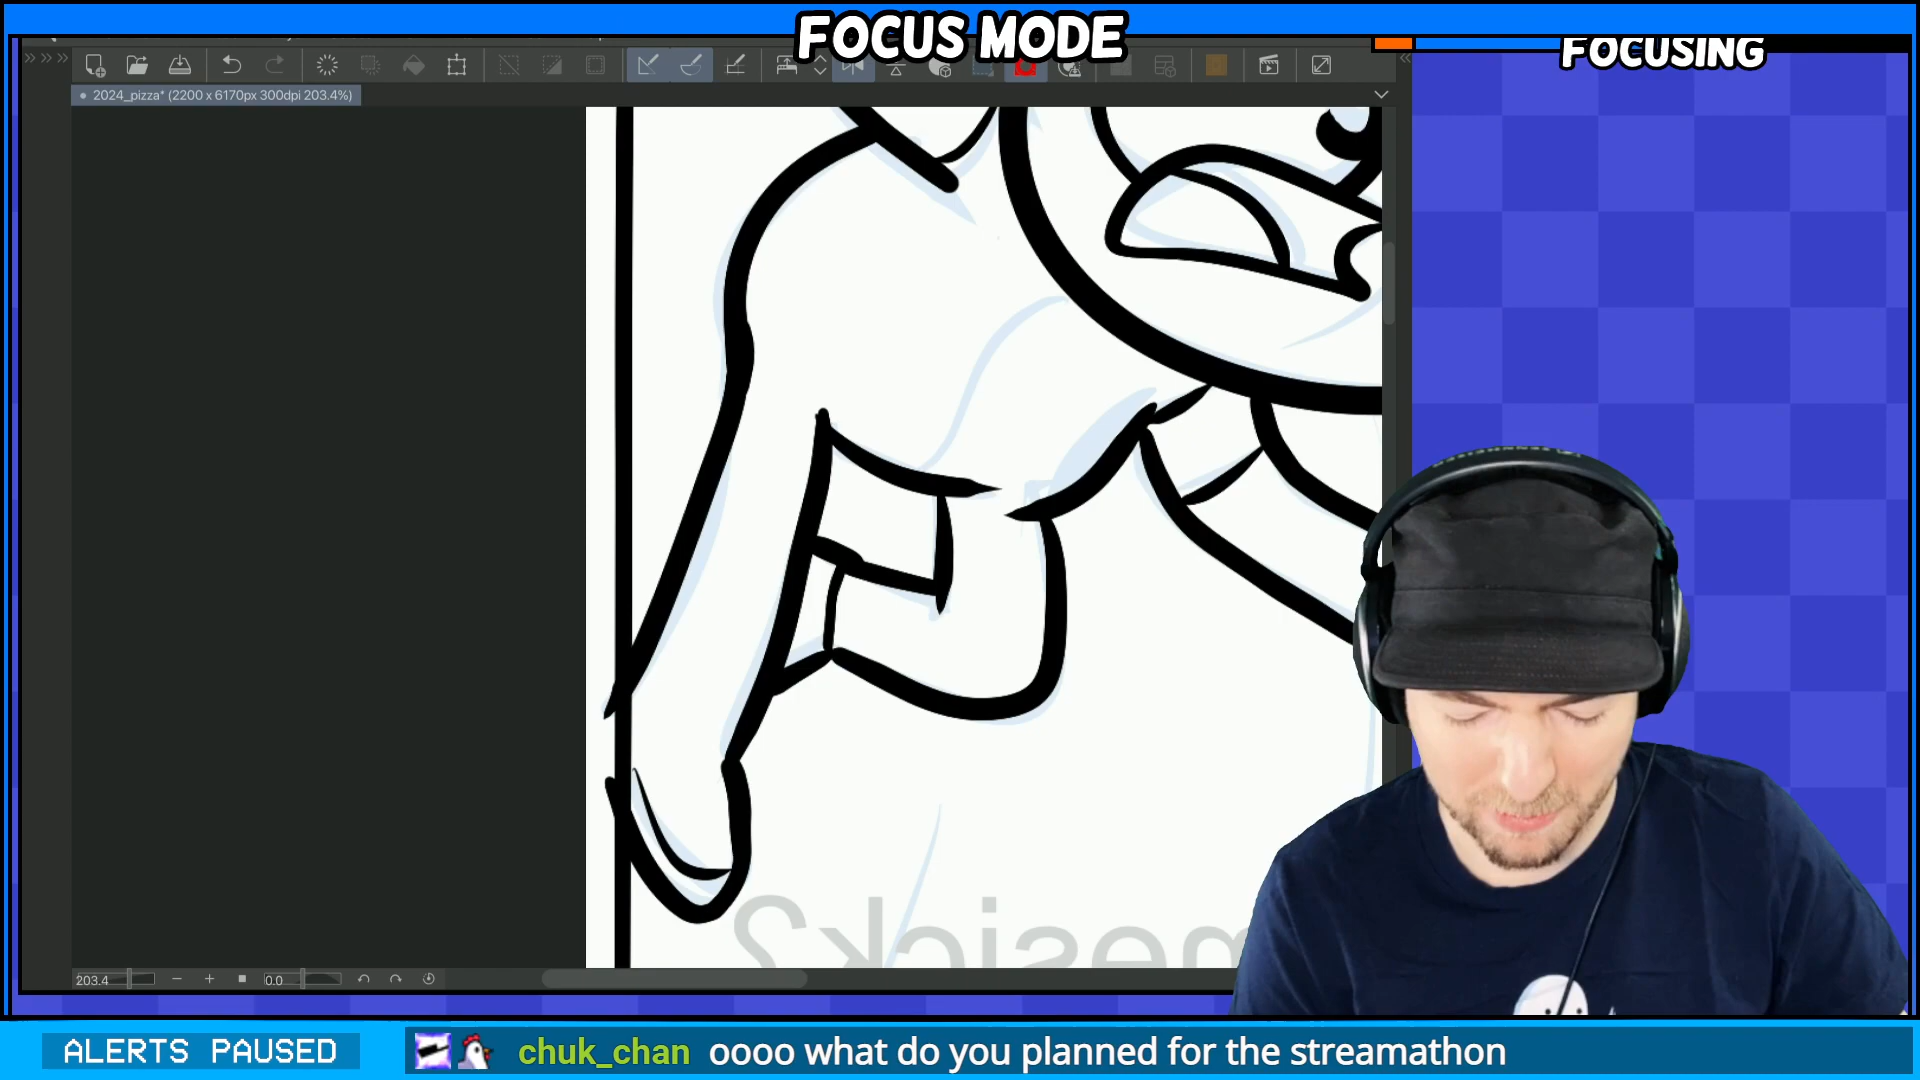 FOCUS MODE
FOCUSING
2024_pizza* (2200 x 6170px 300dpi 203.4%)
mesick?
203.4
0.0
ALERTS PAUSED
chuk_chan oooo what do you planned for the streamathon